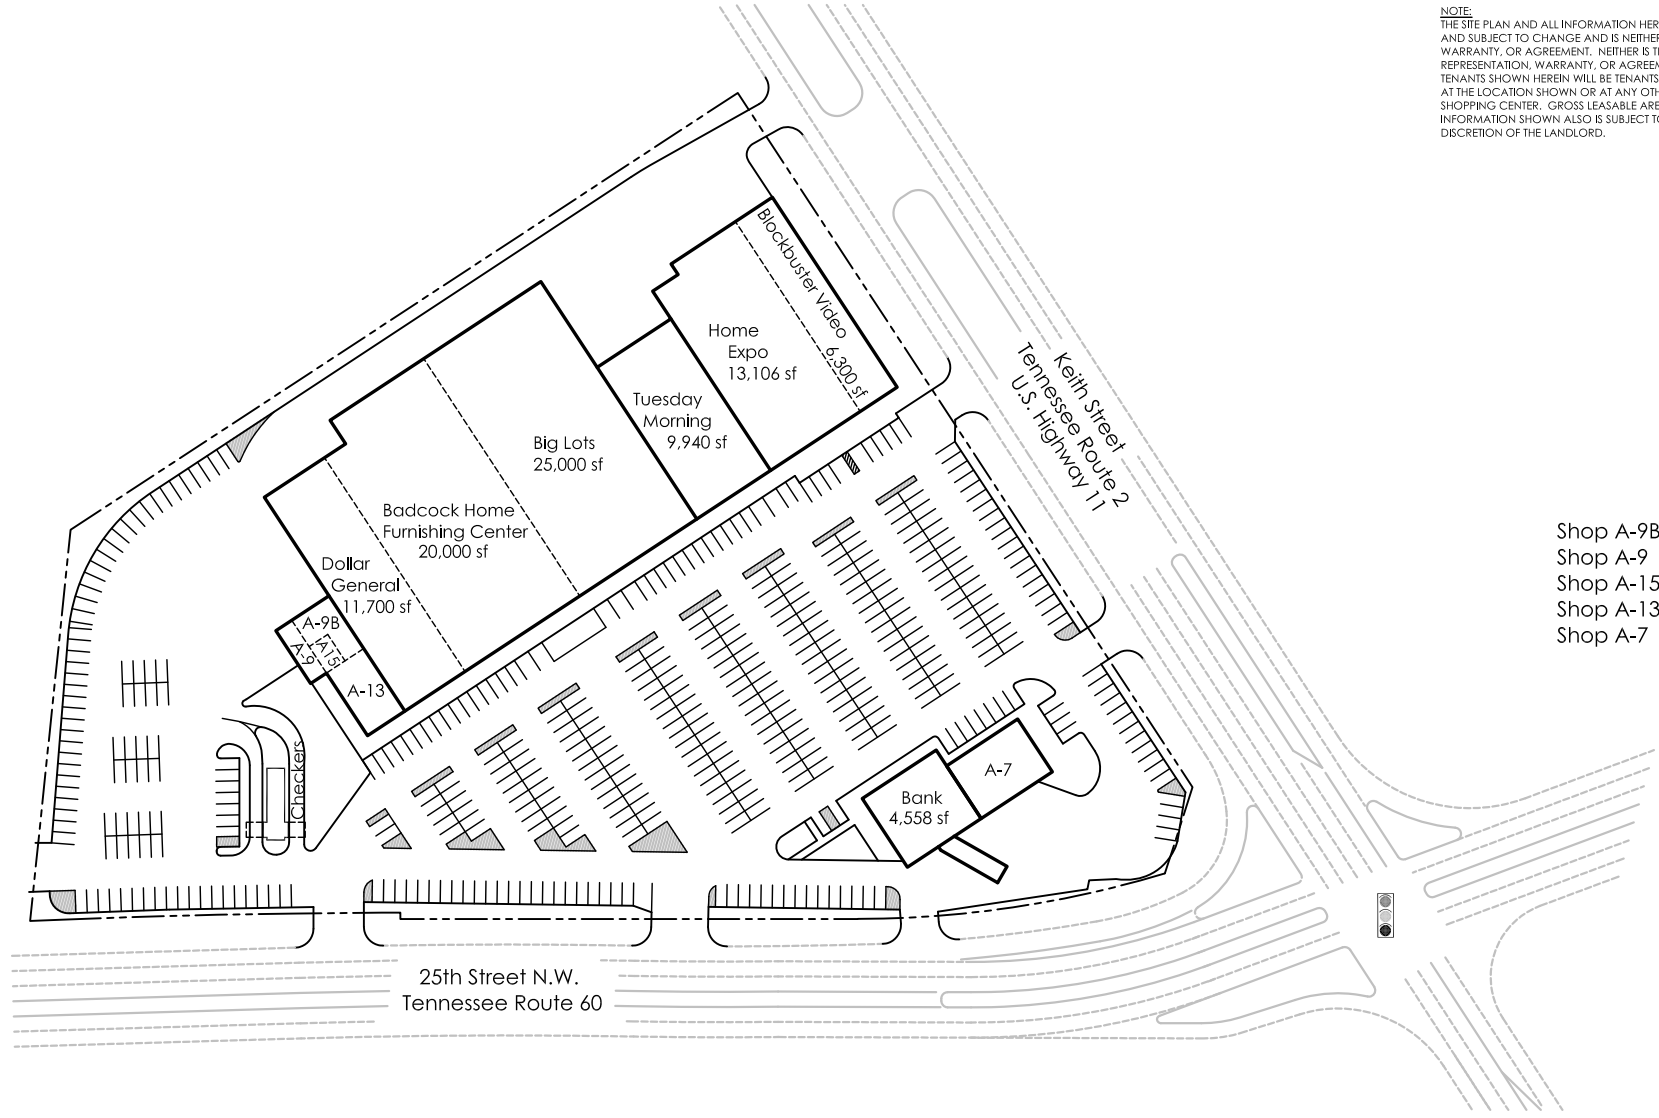 NOTE:
THE SITE PLAN AND ALL INFORMATION HER
AND SUBJECT TO CHANGE AND IS NEITHER
WARRANTY, OR AGREEMENT. NEITHER IS T
REPRESENTATION, WARRANTY, OR AGREEM
TENANTS SHOWN HEREIN WILL BE TENANTS
AT THE LOCATION SHOWN OR AT ANY OTH
SHOPPING CENTER. GROSS LEASABLE ARE
INFORMATION SHOWN ALSO IS SUBJECT TO
DISCRETION OF THE LANDLORD.
Blockbuster Video 6,300 sf
Home
Expo
13,106 sf
Tuesday
Morning
9,940 sf
Big Lots
25,000 sf
Badcock Home
Furnishing Center
20,000 sf
Dollar
General
11,700 sf
A-9B
A-9
A15
A-13
Checkers
Bank
4,558 sf
A-7
Keith Street
Tennessee Route 2
U.S. Highway 11
Shop A-9B
Shop A-9
Shop A-15
Shop A-13
Shop A-7
25th Street N.W.
Tennessee Route 60